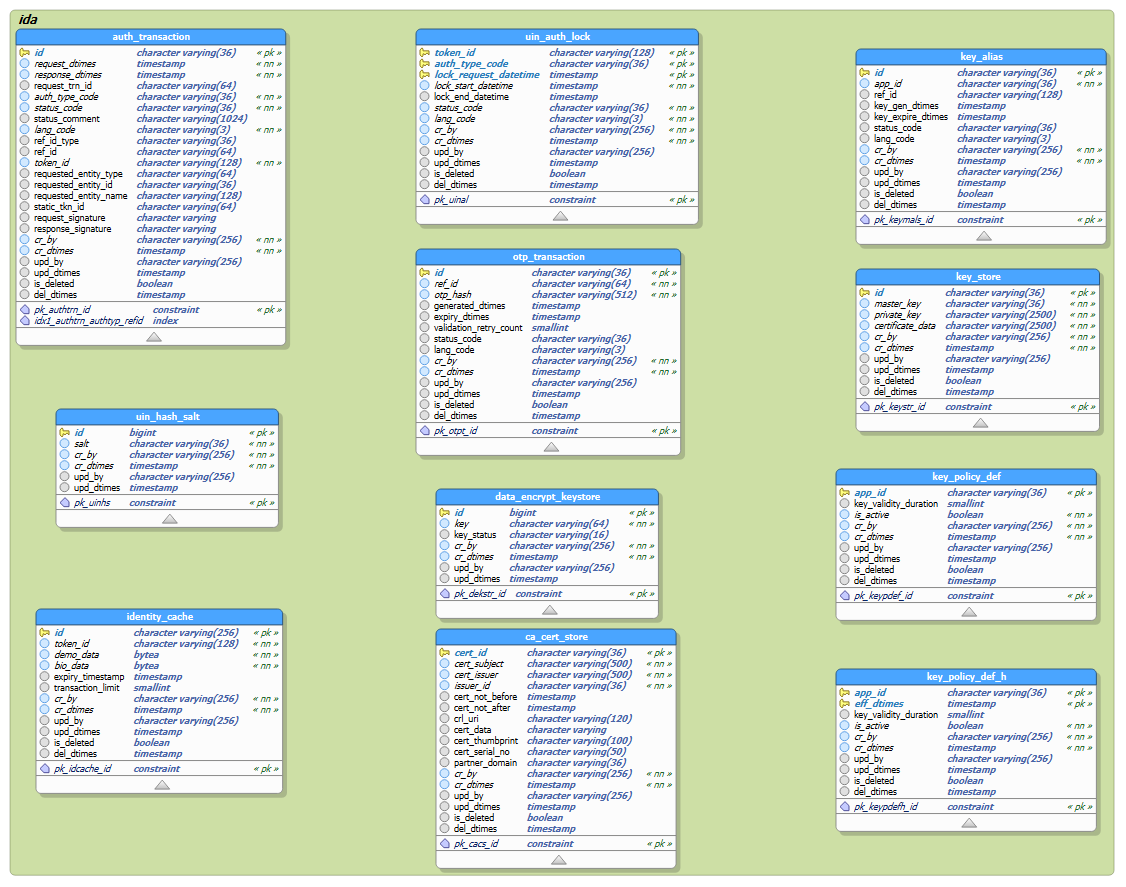 ida
auth_transaction
id character varying(36) « pk »
request_dtimes timestamp « nn »
response_dtimes timestamp « nn »
request_trn_id character varying(64)
auth_type_code character varying(36) « nn »
status_code character varying(36) « nn »
status_comment character varying(1024)
lang_code character varying(3) « nn »
ref_id_type character varying(36)
ref_id character varying(64)
token_id character varying(128) « nn »
requested_entity_type character varying(64)
requested_entity_id character varying(36)
requested_entity_name character varying(128)
static_tkn_id character varying(64)
request_signature character varying
response_signature character varying
cr_by character varying(256) « nn »
cr_dtimes timestamp « nn »
upd_by character varying(256)
upd_dtimes timestamp
is_deleted boolean
del_dtimes timestamp
pk_authtrn_id constraint « pk »
idx1_authtrn_authtyp_refid index
uin_auth_lock
token_id character varying(128) « pk »
auth_type_code character varying(36) « pk »
lock_request_datetime timestamp « pk »
lock_start_datetime timestamp « nn »
lock_end_datetime timestamp
status_code character varying(36) « nn »
lang_code character varying(3) « nn »
cr_by character varying(256) « nn »
cr_dtimes timestamp « nn »
upd_by character varying(256)
upd_dtimes timestamp
is_deleted boolean
del_dtimes timestamp
pk_uinal constraint « pk »
key_alias
id character varying(36) « pk »
app_id character varying(36) « nn »
ref_id character varying(128)
key_gen_dtimes timestamp
key_expire_dtimes timestamp
status_code character varying(36)
lang_code character varying(3)
cr_by character varying(256) « nn »
cr_dtimes timestamp « nn »
upd_by character varying(256)
upd_dtimes timestamp
is_deleted boolean
del_dtimes timestamp
pk_keymals_id constraint « pk »
otp_transaction
id character varying(36) « pk »
ref_id character varying(64) « nn »
otp_hash character varying(512) « nn »
generated_dtimes timestamp
expiry_dtimes timestamp
validation_retry_count smallint
status_code character varying(36)
lang_code character varying(3)
cr_by character varying(256) « nn »
cr_dtimes timestamp « nn »
upd_by character varying(256)
upd_dtimes timestamp
is_deleted boolean
del_dtimes timestamp
pk_otpt_id constraint « pk »
key_store
id character varying(36) « pk »
master_key character varying(36) « nn »
private_key character varying(2500) « nn »
certificate_data character varying(2500) « nn »
cr_by character varying(256) « nn »
cr_dtimes timestamp « nn »
upd_by character varying(256)
upd_dtimes timestamp
is_deleted boolean
del_dtimes timestamp
pk_keystr_id constraint « pk »
uin_hash_salt
id bigint « pk »
salt character varying(36) « nn »
cr_by character varying(256) « nn »
cr_dtimes timestamp « nn »
upd_by character varying(256)
upd_dtimes timestamp
pk_uinhs constraint « pk »
data_encrypt_keystore
id bigint « pk »
key character varying(64) « nn »
key_status character varying(16)
cr_by character varying(256) « nn »
cr_dtimes timestamp « nn »
upd_by character varying(256)
upd_dtimes timestamp
pk_dekstr_id constraint « pk »
key_policy_def
app_id character varying(36) « pk »
key_validity_duration smallint
is_active boolean « nn »
cr_by character varying(256) « nn »
cr_dtimes timestamp « nn »
upd_by character varying(256)
upd_dtimes timestamp
is_deleted boolean
del_dtimes timestamp
pk_keypdef_id constraint « pk »
identity_cache
id character varying(256) « pk »
token_id character varying(128) « nn »
demo_data bytea « nn »
bio_data bytea « nn »
expiry_timestamp timestamp
transaction_limit smallint
cr_by character varying(256) « nn »
cr_dtimes timestamp « nn »
upd_by character varying(256)
upd_dtimes timestamp
is_deleted boolean
del_dtimes timestamp
pk_idcache_id constraint « pk »
ca_cert_store
cert_id character varying(36) « pk »
cert_subject character varying(500) « nn »
cert_issuer character varying(500) « nn »
issuer_id character varying(36) « nn »
cert_not_before timestamp
cert_not_after timestamp
crl_uri character varying(120)
cert_data character varying
cert_thumbprint character varying(100)
cert_serial_no character varying(50)
partner_domain character varying(36)
cr_by character varying(256) « nn »
cr_dtimes timestamp « nn »
upd_by character varying(256)
upd_dtimes timestamp
is_deleted boolean
del_dtimes timestamp
pk_cacs_id constraint « pk »
key_policy_def_h
app_id character varying(36) « pk »
eff_dtimes timestamp « pk »
key_validity_duration smallint
is_active boolean « nn »
cr_by character varying(256) « nn »
cr_dtimes timestamp « nn »
upd_by character varying(256)
upd_dtimes timestamp
is_deleted boolean
del_dtimes timestamp
pk_keypdefh_id constraint « pk »